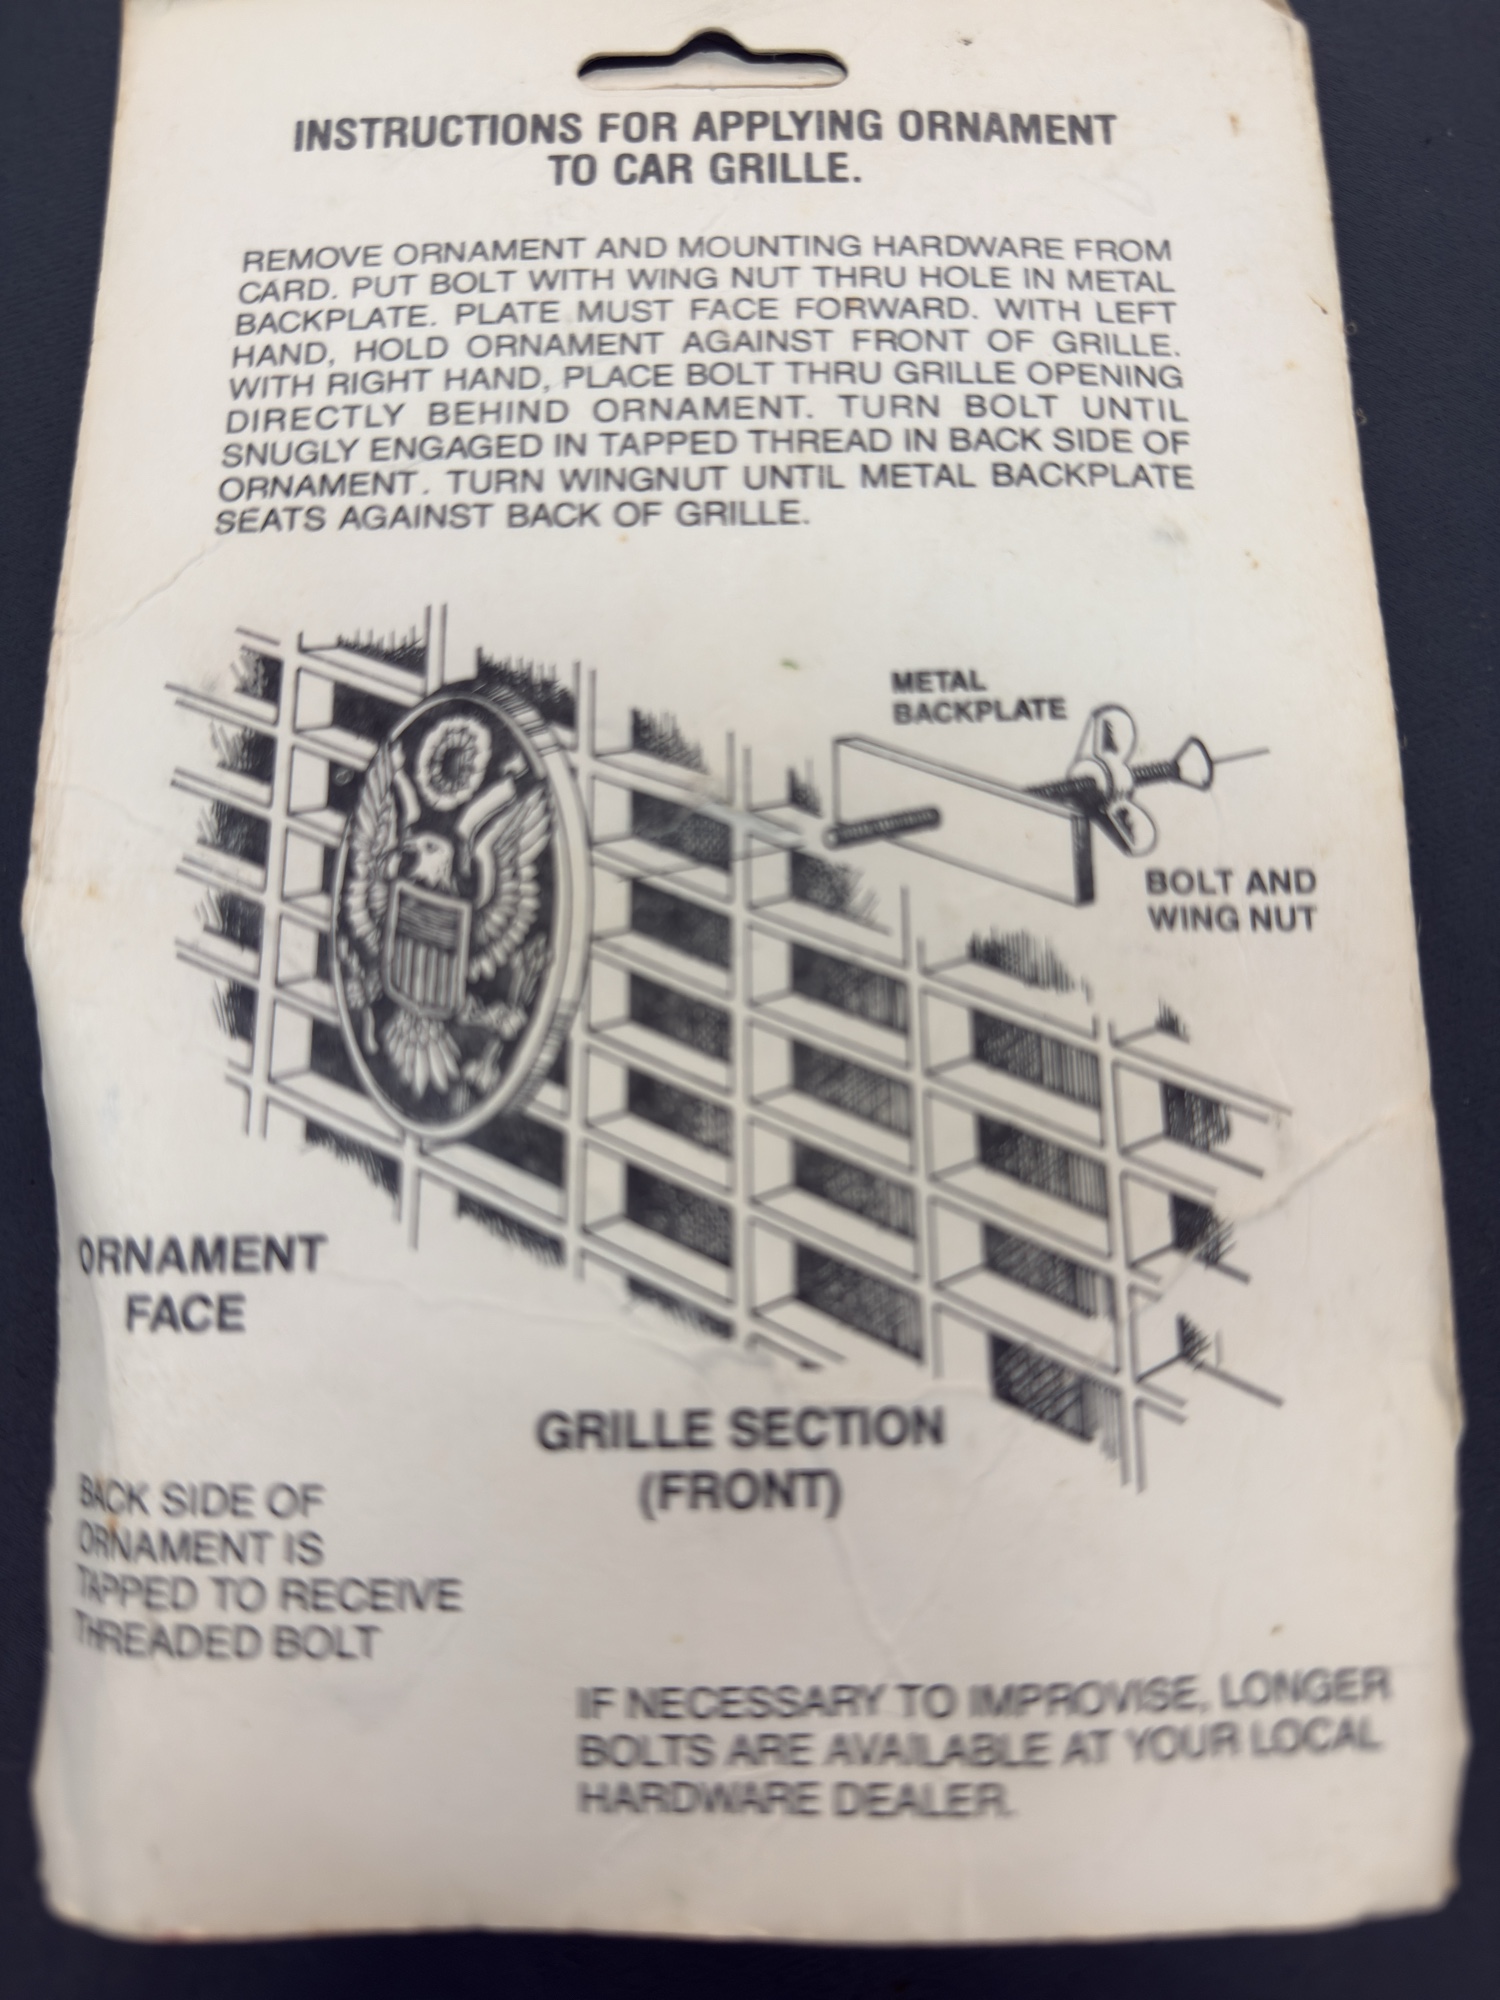 INSTRUCTIONS FOR APPLYING ORNAMENT
TO CAR GRILLE.
REMOVE ORNAMENT AND MOUNTING HARDWARE FROM
CARD. PUT BOLT WITH WING NUT THRU HOLE IN METAL
BACKPLATE. PLATE MUST FACE FORWARD. WITH LEFT
HAND, HOLD ORNAMENT AGAINST FRONT OF GRILLE.
WITH RIGHT HAND, PLACE BOLT THRU GRILLE OPENING
DIRECTLY BEHIND ORNAMENT. TURN BOLT UNTIL
SNUGLY ENGAGED IN TAPPED THREAD IN BACK SIDE OF
ORNAMENT. TURN WINGNUT UNTIL METAL BACKPLATE
SEATS AGAINST BACK OF GRILLE.
METAL
BACKPLATE
BOLT AND
WING NUT
ORNAMENT
FACE
GRILLE SECTION
(FRONT)
BACK SIDE OF
ORNAMENT IS
TAPPED TO RECEIVE
THREADED BOLT
IF NECESSARY TO IMPROVISE, LONGER
BOLTS ARE AVAILABLE AT YOUR LOCAL
HARDWARE DEALER.